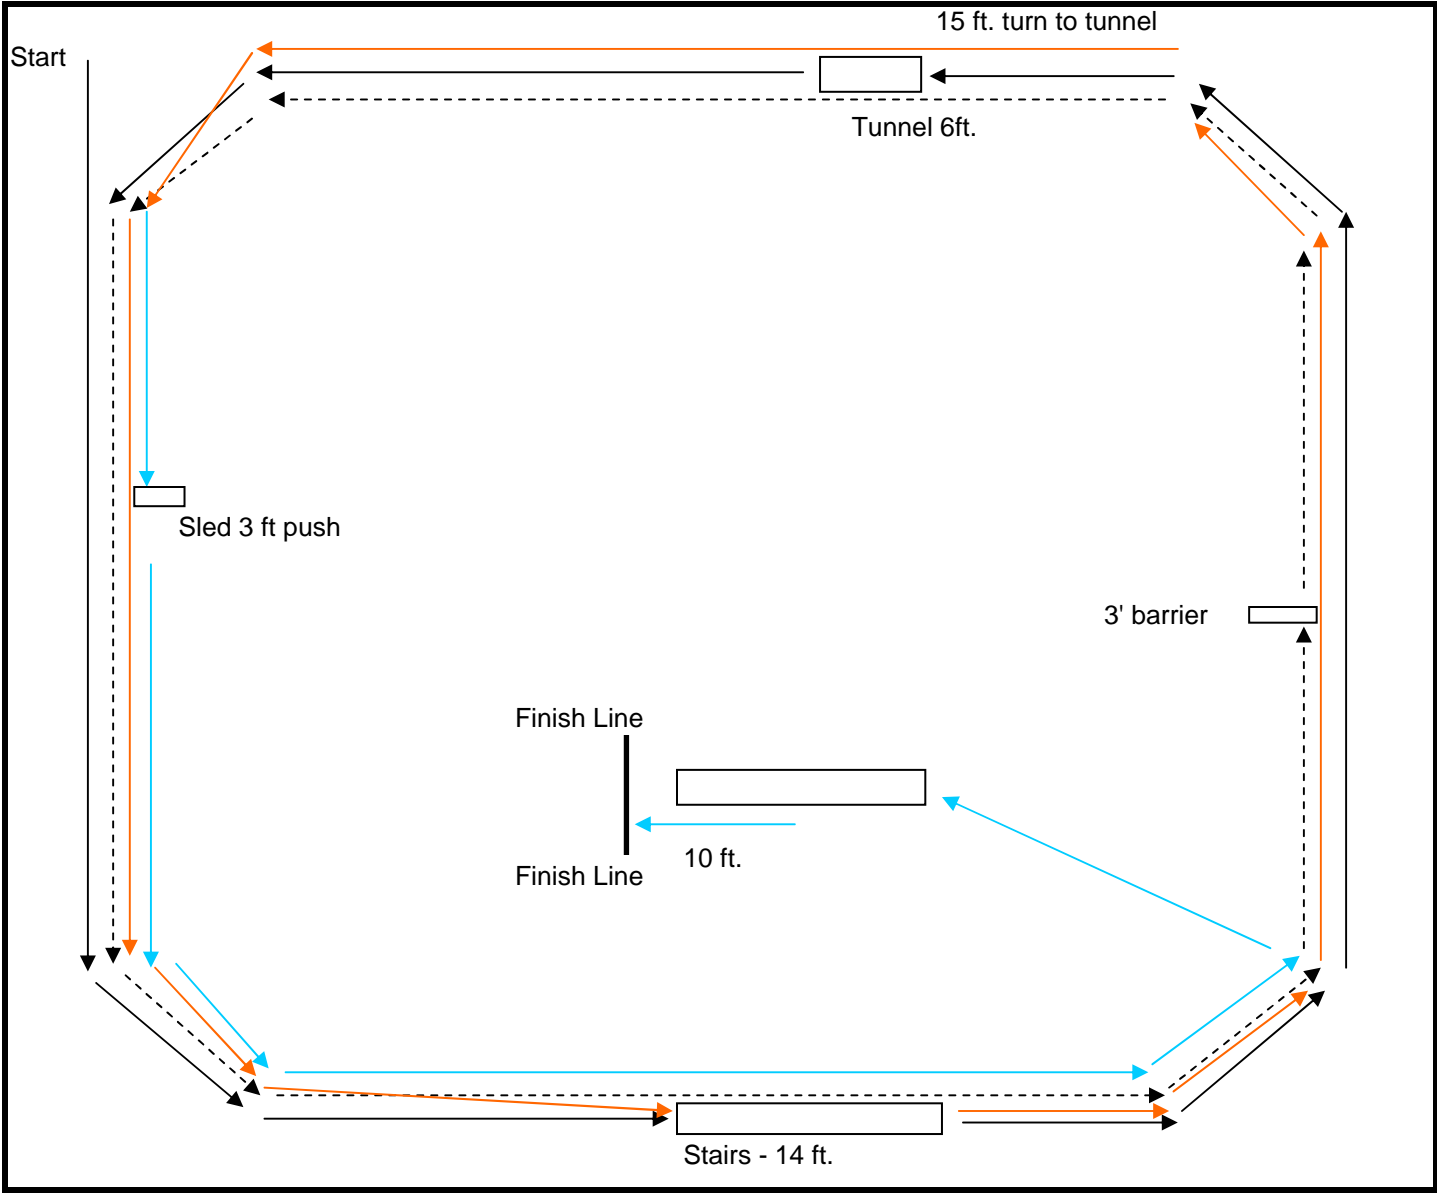 15 ft. turn to tunnel
Start
Tunnel 6ft.
Sled 3 ft push
3' barrier
Finish Line
10 ft.
Finish Line
Stairs - 14 ft.